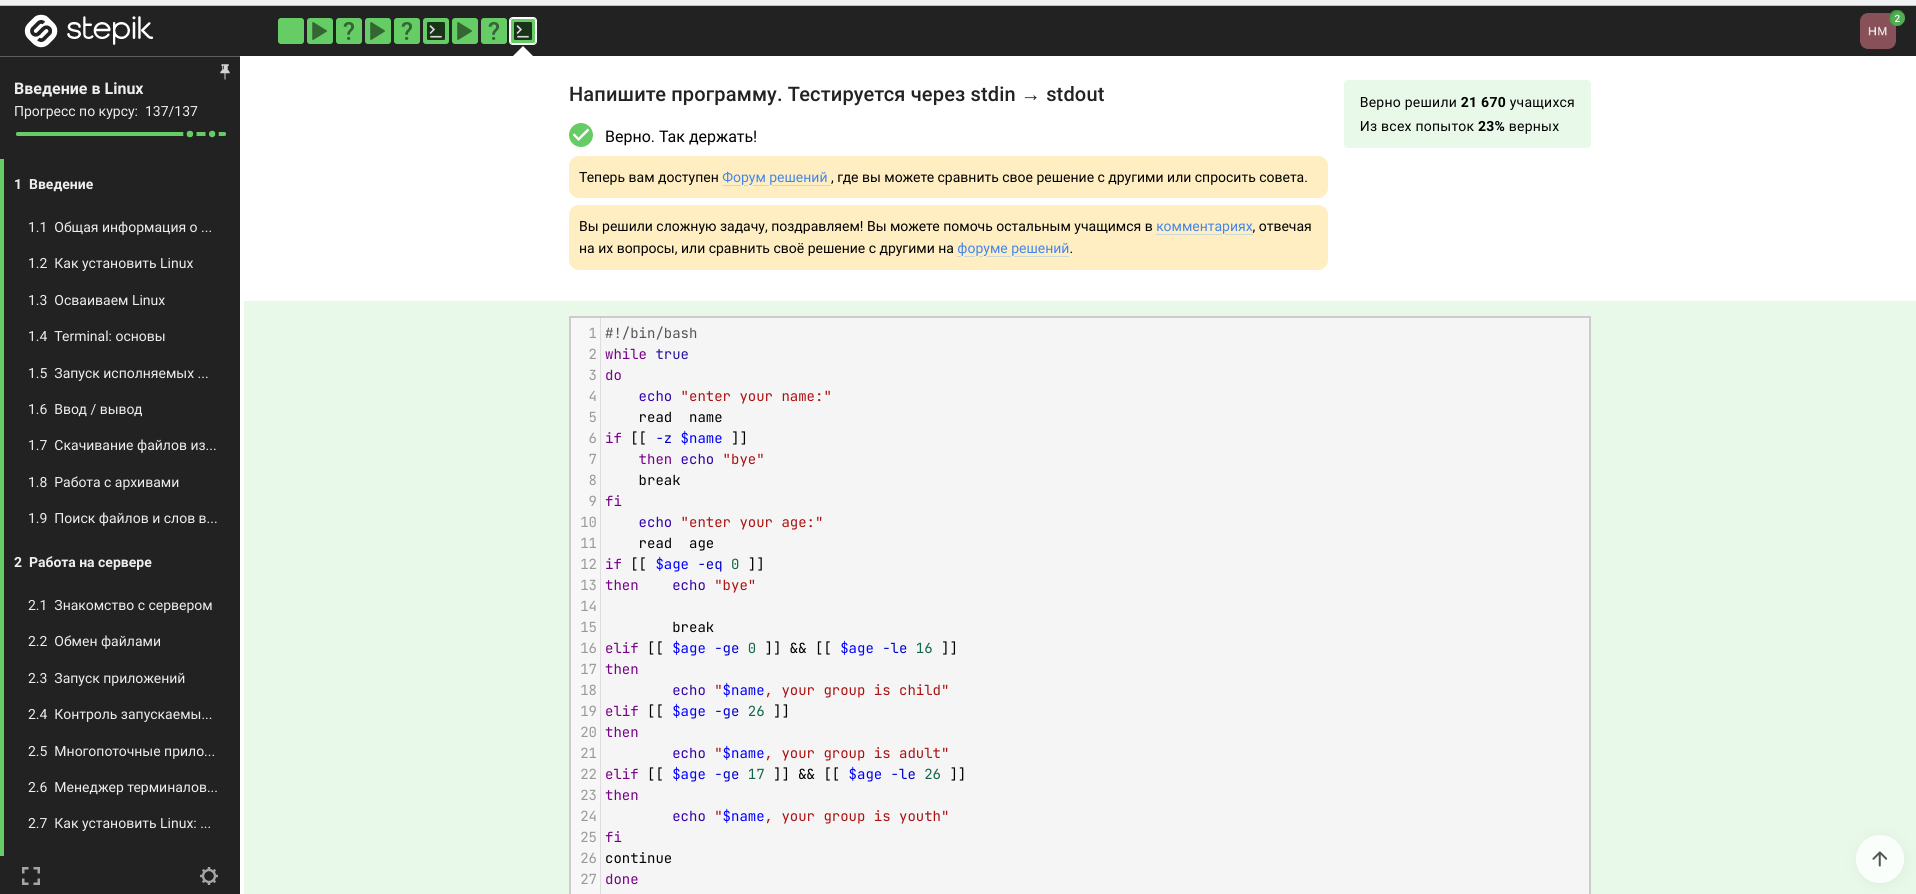 stepik
НМ
2
Введение в Linux
Прогресс по курсу: 137/137
1 Введение
1.1 Общая информация о ...
1.2 Как установить Linux
1.3 Осваиваем Linux
1.4 Terminal: основы
1.5 Запуск исполняемых ...
1.6 Ввод / вывод
1.7 Скачивание файлов из...
1.8 Работа с архивами
1.9 Поиск файлов и слов в...
2 Работа на сервере
2.1 Знакомство с сервером
2.2 Обмен файлами
2.3 Запуск приложений
2.4 Контроль запускаемы...
2.5 Многопоточные прило...
2.6 Менеджер терминалов...
2.7 Как установить Linux: ...
Напишите программу. Тестируется через stdin → stdout
Верно. Так держать!
Теперь вам доступен Форум решений , где вы можете сравнить свое решение с другими или спросить совета.
Вы решили сложную задачу, поздравляем! Вы можете помочь остальным учащимся в комментариях, отвечая
на их вопросы, или сравнить своё решение с другими на форуме решений.
Верно решили 21 670 учащихся
Из всех попыток 23% верных
1 #!/bin/bash
2 while true
3 do
4     echo "enter your name:"
5     read  name
6 if [[ -z $name ]]
7     then echo "bye"
8     break
9 fi
10     echo "enter your age:"
11     read  age
12 if [[ $age -eq 0 ]]
13 then    echo "bye"
14
15         break
16 elif [[ $age -ge 0 ]] && [[ $age -le 16 ]]
17 then
18         echo "$name, your group is child"
19 elif [[ $age -ge 26 ]]
20 then
21         echo "$name, your group is adult"
22 elif [[ $age -ge 17 ]] && [[ $age -le 26 ]]
23 then
24         echo "$name, your group is youth"
25 fi
26 continue
27 done